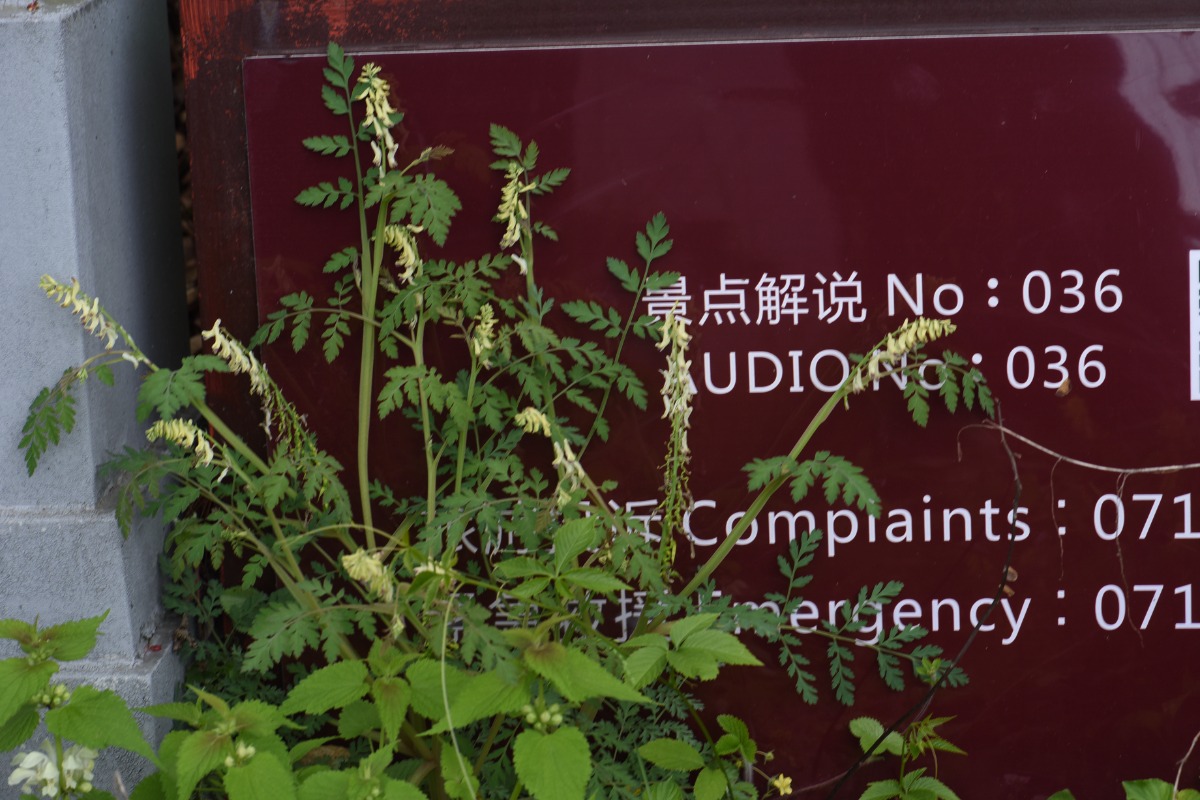 景点解说 No：036
AUDIO No：036
Complaints：071
Emergency：071